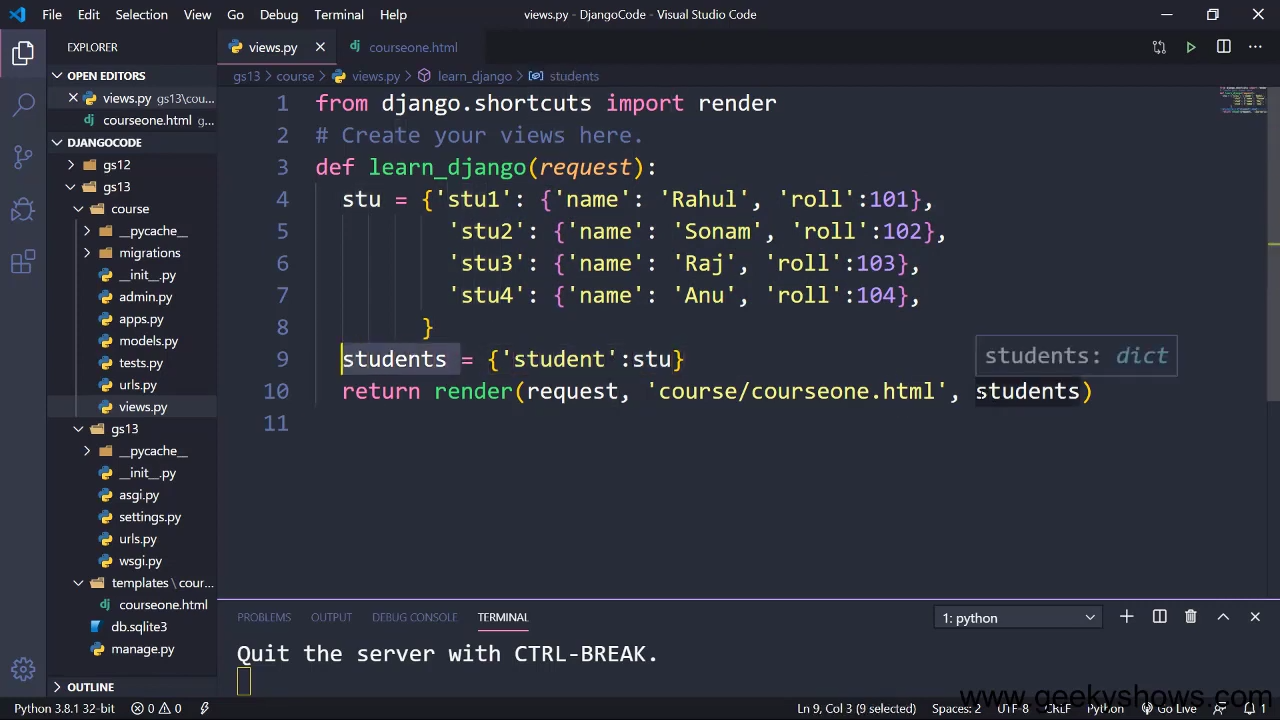 File Edit Selection View Go Debug Terminal Help views.py - DjangoCode - Visual Studio Code
EXPLORER
OPEN EDITORS
views.py gs13\cou...
courseone.html go...
DJANGOCODE
gs12
gs13
course
__pycache__
migrations
__init__.py
admin.py
apps.py
models.py
tests.py
urls.py
views.py
gs13
__pycache__
__init__.py
asgi.py
settings.py
urls.py
wsgi.py
templates \ cour...
courseone.html
db.sqlite3
manage.py
OUTLINE
views.py courseone.html
gs13 > course > views.py > learn_django > students
1 from django.shortcuts import render
2 # Create your views here.
3 def learn_django(request):
4 stu = {'stu1': {'name': 'Rahul', 'roll':101},
5 'stu2': {'name': 'Sonam', 'roll':102},
6 'stu3': {'name': 'Raj', 'roll':103},
7 'stu4': {'name': 'Anu', 'roll':104},
8 }
9 students = {'student':stu}
students: dict
10 return render(request, 'course/courseone.html', students)
11
PROBLEMS OUTPUT DEBUG CONSOLE TERMINAL 1: python
Quit the server with CTRL-BREAK.
www.geekyshows.com
Python 3.8.1 32-bit 0 0 Ln 9, Col 3 (9 selected) Spaces: 2 UTF-8 CRLF Python Go Live 1